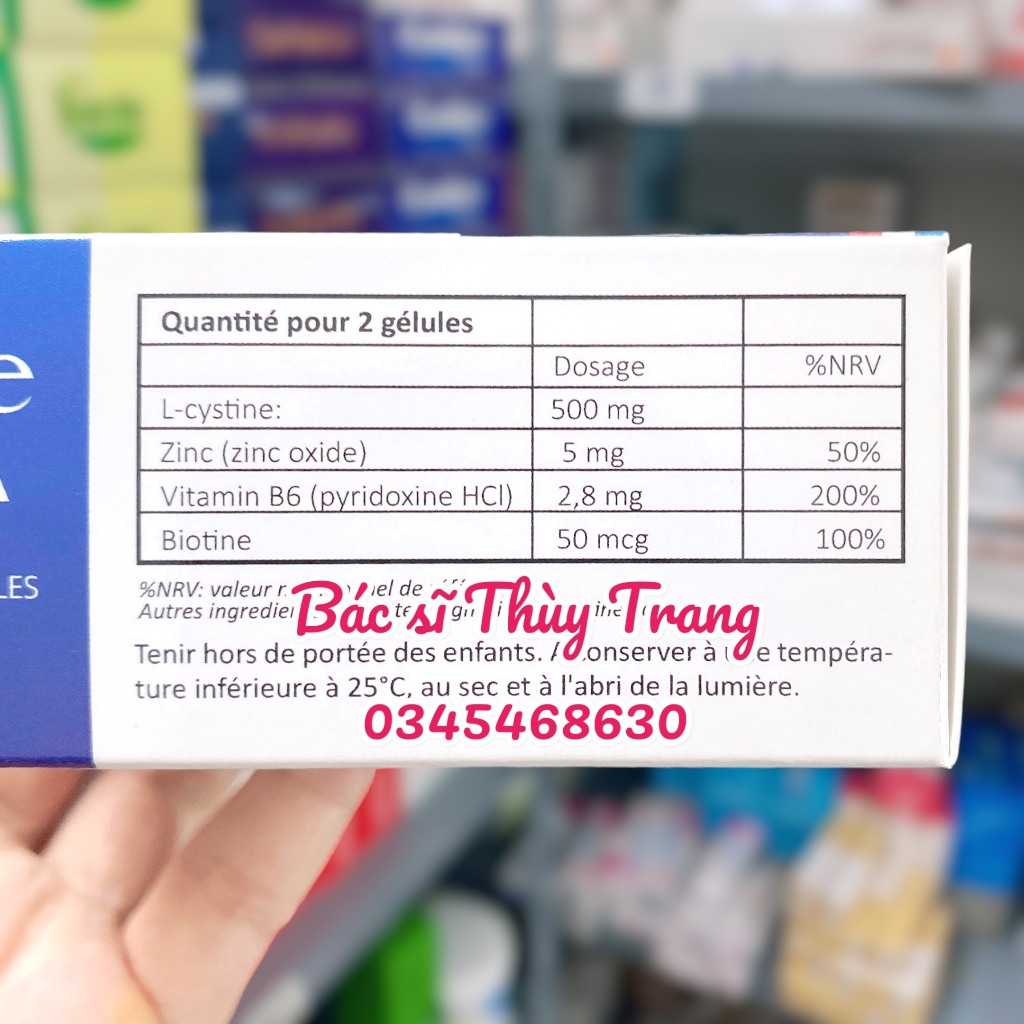 Quantité pour 2 gélules
Dosage %NRV
L-cystine: 500 mg
Zinc (zinc oxide) 5 mg 50%
Vitamin B6 (pyridoxine HCl) 2,8 mg 200%
Biotine 50 mcg 100%
%NRV: valeur de
Autres
Bác sĩ Thùy Trang
Tenir hors de portée des enfants. à tempéra-
ture inférieure à 25°C, au sec et à l'abri de la lumière.
0345468630